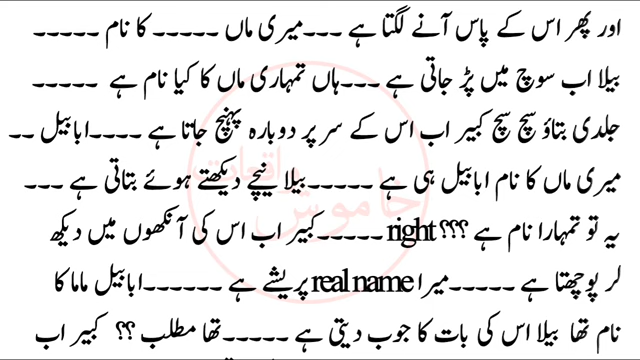 اور پھر اس کے پاس آنے لگتا ہے ---میری ماں ----- کا نام -----
بیلا اب سوچ میں پڑ جاتی ہے ---ہاں تمہاری ماں کا کیا نام ہے -----
جلدی بتاؤ سچ سچ کبیر اب اس کے سر پر دوبارہ پہنچ جاتا ہے ----ابابیل --
میری ماں کا نام ابابیل ہی ہے -----بیلا نیچے دیکھتے ہوئے بتاتی ہے ---
یہ تو تمہارا نام ہے ؟؟؟ right -----کبیر اب اس کی آنکھوں میں دیکھ
لر پوچھتا ہے -----میرا real name پریشے ہے ------ابابیل ماما کا
نام تھا بیلا اس کی بات کا جوب دیتی ہے -----تھا مطلب ؟؟ کبیر اب
خاموش